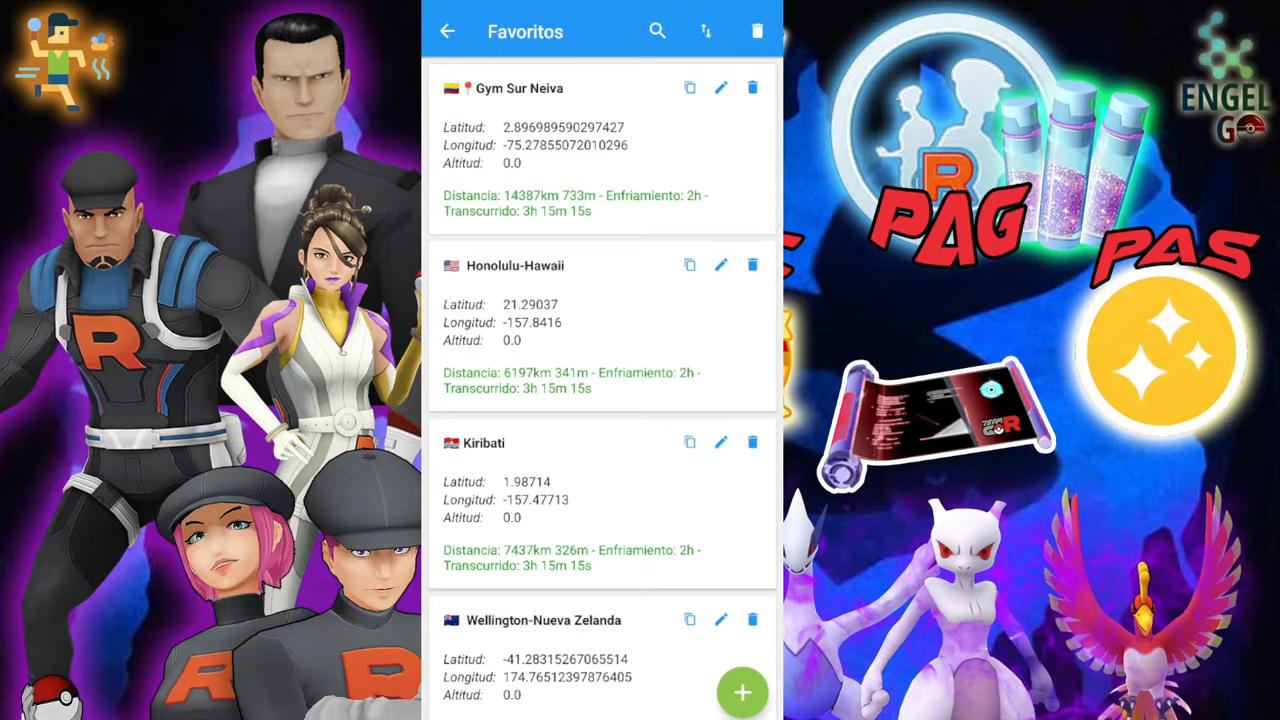 Favoritos
Gym Sur Neiva
Latitud: 2.896989590297427
Longitud: -75.27855072010296
Altitud: 0.0
Distancia: 14387km 733m - Enfriamiento: 2h -
Transcurrido: 3h 15m 15s
Honolulu-Hawaii
Latitud: 21.29037
Longitud: -157.8416
Altitud: 0.0
Distancia: 6197km 341m - Enfriamiento: 2h -
Transcurrido: 3h 15m 15s
Kiribati
Latitud: 1.98714
Longitud: -157.47713
Altitud: 0.0
Distancia: 7437km 326m - Enfriamiento: 2h -
Transcurrido: 3h 15m 15s
Wellington-Nueva Zelanda
Latitud: -41.28315267065514
Longitud: 174.76512397876405
Altitud: 0.0
R
R
R
R
PAG
PAS
ENGEL
GO
TEAM
GO R